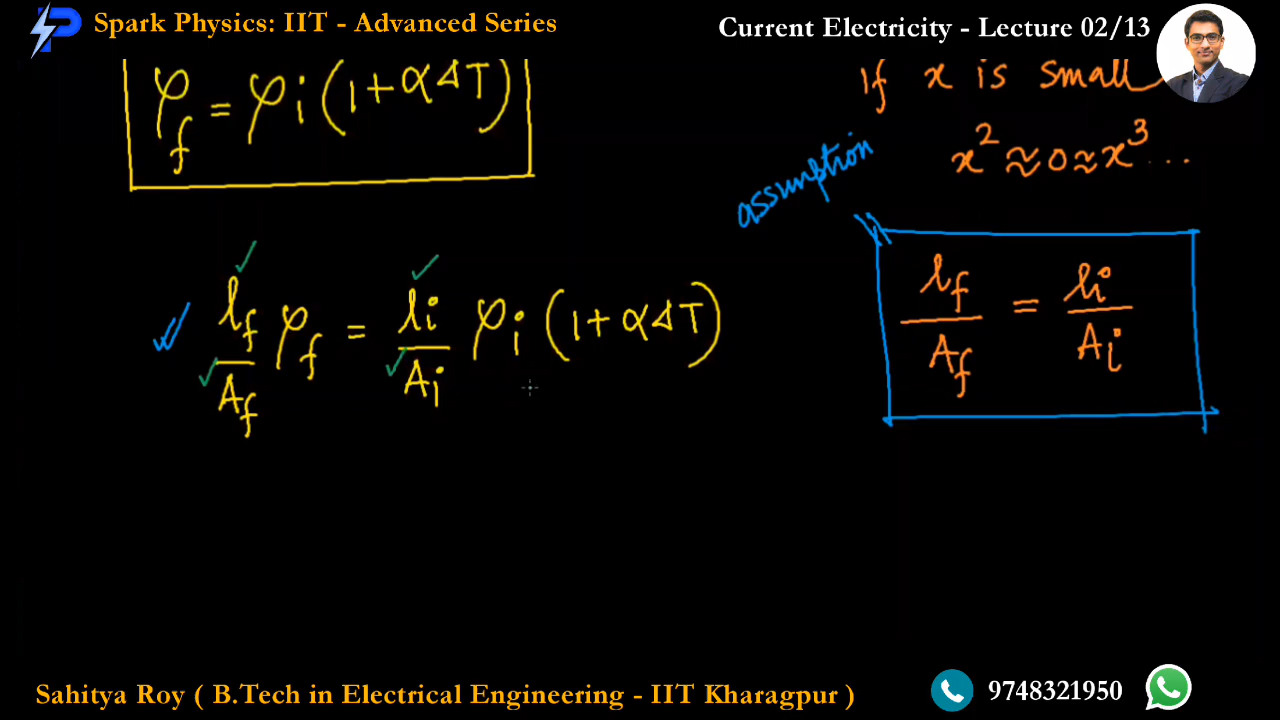 Spark Physics: IIT - Advanced Series
Current Electricity - Lecture 02/13
ρf = ρi (1 + α ΔT)
If x is small
x² ≈ 0 ≈ x³ ...
assumption
lf/Af ρf = li/Ai ρi (1 + α ΔT)
lf/Af = li/Ai
Sahitya Roy ( B.Tech in Electrical Engineering - IIT Kharagpur )
9748321950